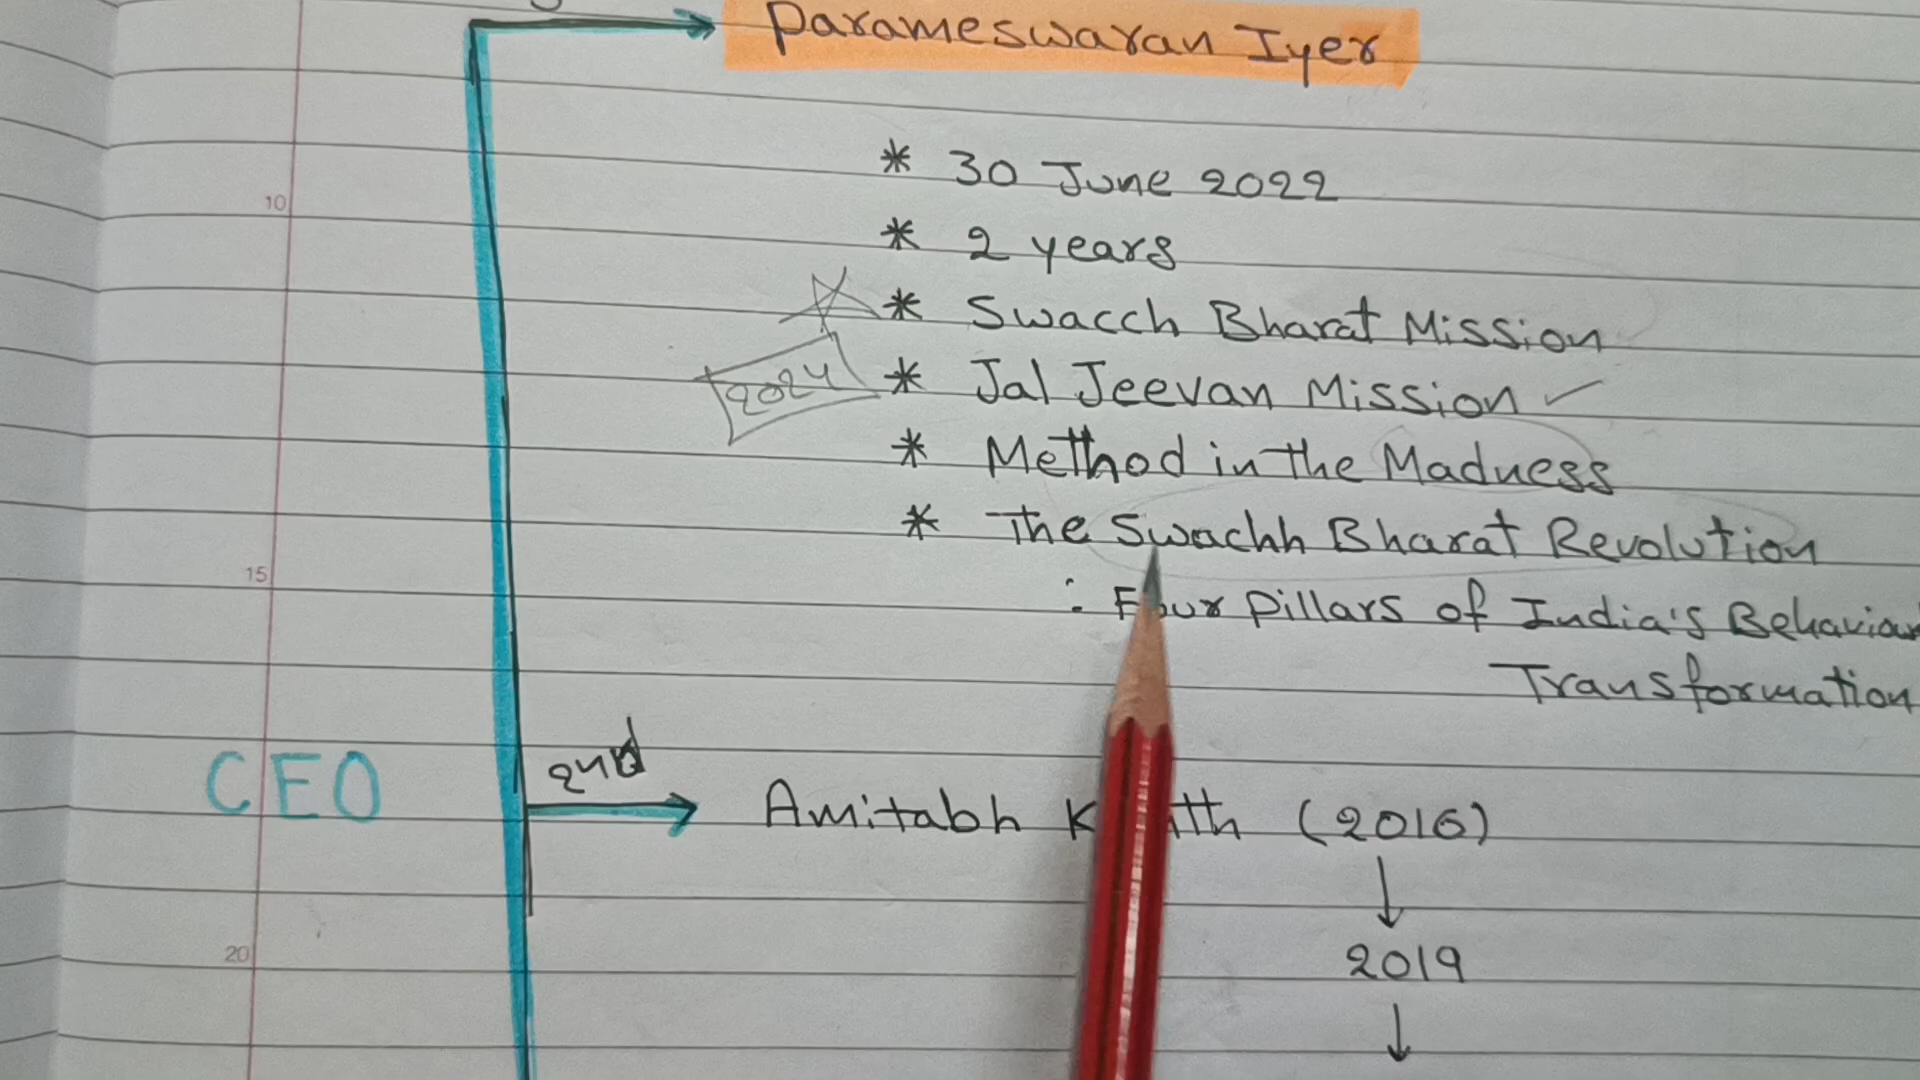 Parameswaran Iyer
* 30 June 2022
10
* 2 years
* Swacch Bharat Mission
2024 * Jal Jeevan Mission ✓
* Method in the Madness
* The Swachh Bharat Revolution
15
: Four Pillars of India's Behaviour
Transformation
CEO
2nd
Amitabh (2016)
2019
20